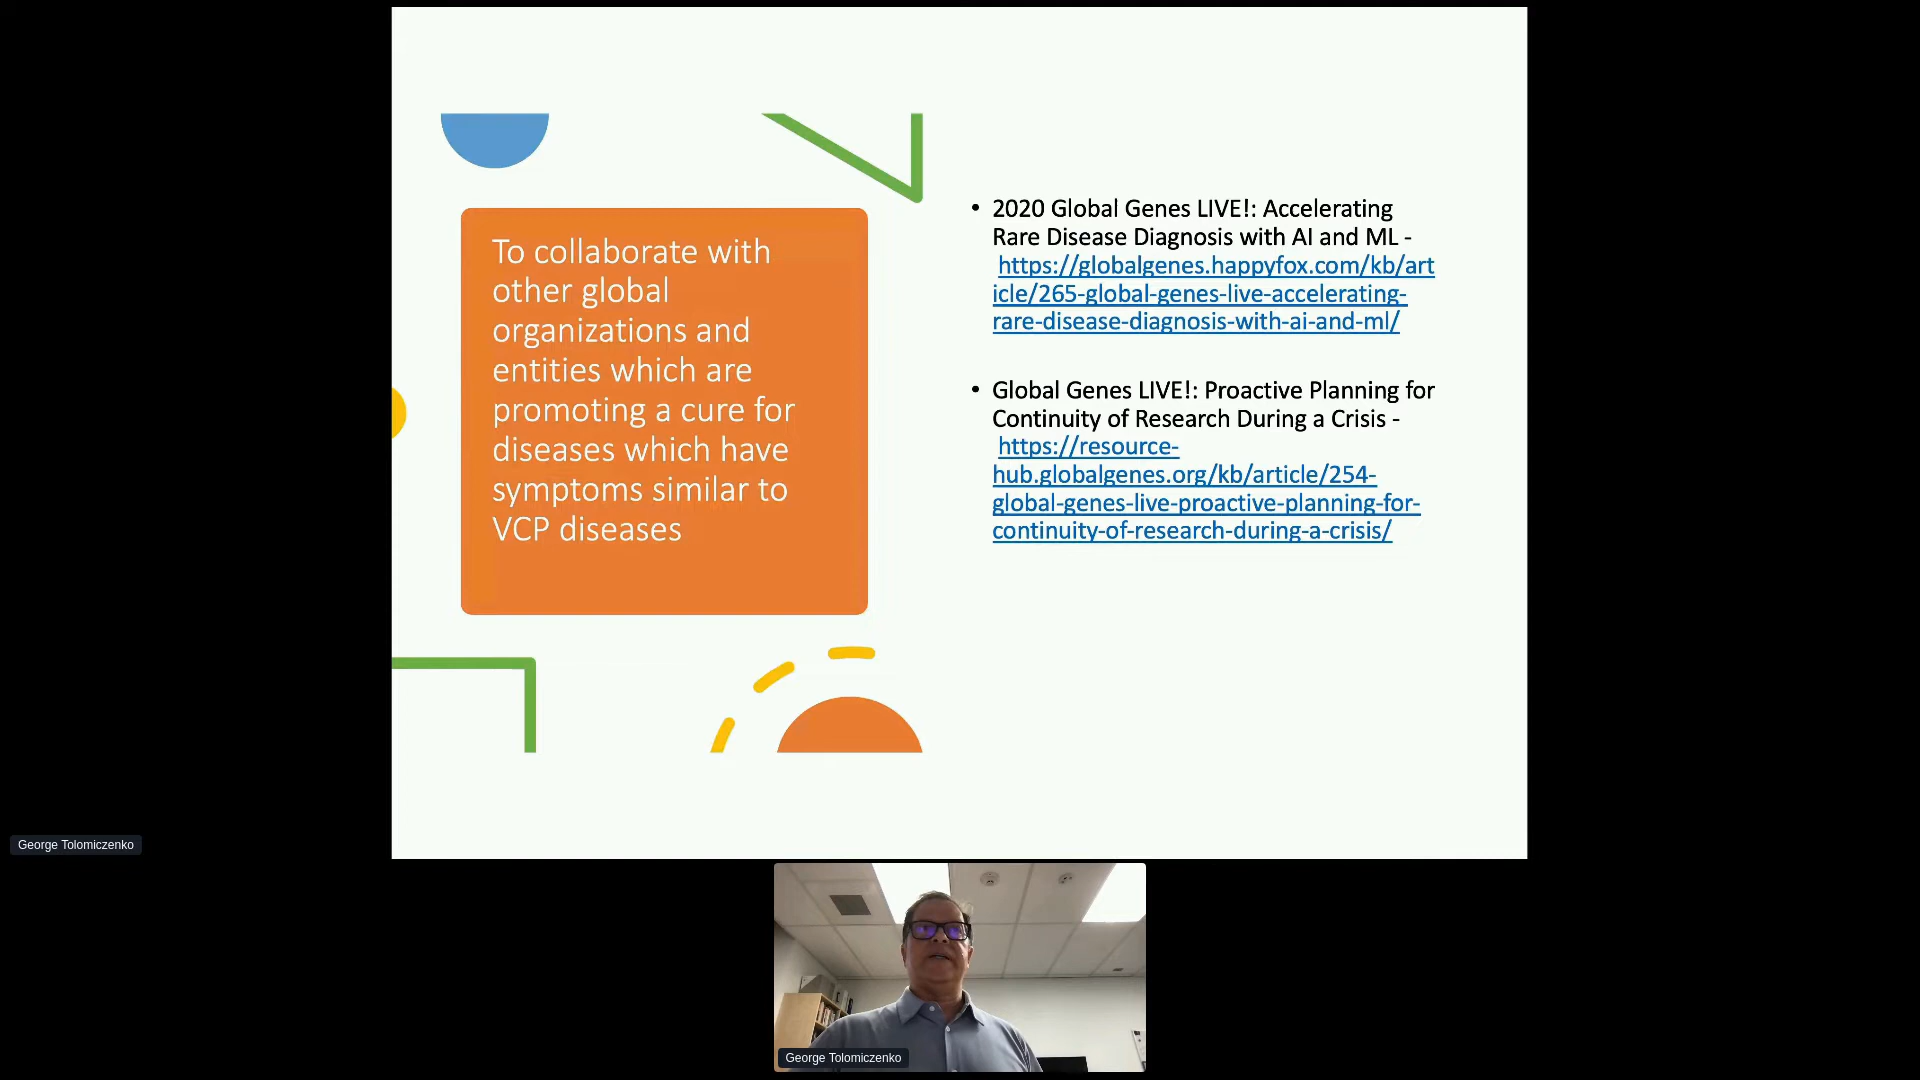 To collaborate with
other global
organizations and
entities which are
promoting a cure for
diseases which have
symptoms similar to
VCP diseases
• 2020 Global Genes LIVE!: Accelerating
Rare Disease Diagnosis with AI and ML -
https://globalgenes.happyfox.com/kb/art
icle/265-global-genes-live-accelerating-
rare-disease-diagnosis-with-ai-and-ml/
• Global Genes LIVE!: Proactive Planning for
Continuity of Research During a Crisis -
https://resource-
hub.globalgenes.org/kb/article/254-
global-genes-live-proactive-planning-for-
continuity-of-research-during-a-crisis/
George Tolomiczenko
George Tolomiczenko